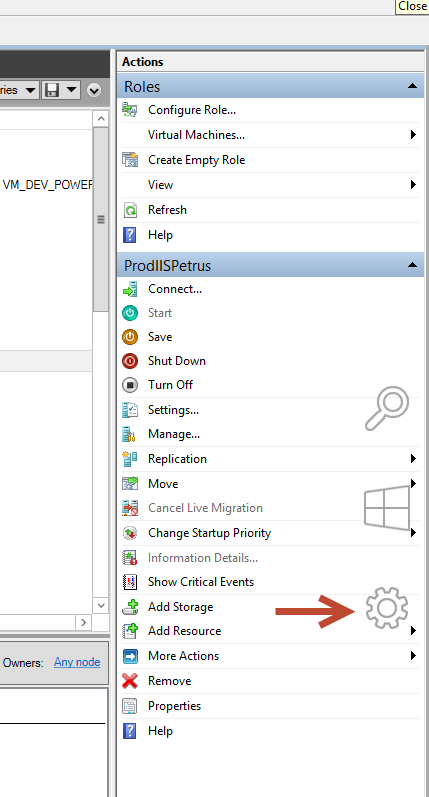 Close
Actions
ries
Roles
Configure Role...
Virtual Machines...
Create Empty Role
VM_DEV_POWER
View
Refresh
Help
ProdIISPetrus
Connect...
Start
Save
Shut Down
Turn Off
Settings...
Manage...
Replication
Move
Cancel Live Migration
Change Startup Priority
Information Details...
Show Critical Events
Add Storage
Add Resource
Owners: Any node
More Actions
Remove
Properties
Help